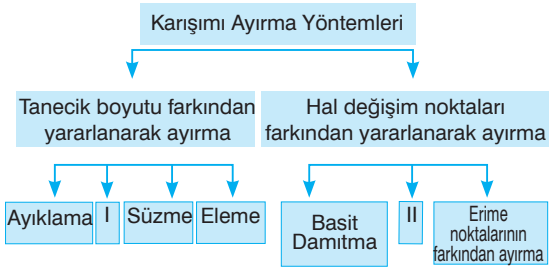 Karışımı Ayırma Yöntemleri
Tanecik boyutu farkından
yararlanarak ayırma
Hal değişim noktaları
farkından yararlanarak ayırma
Ayıklama
I
Süzme
Eleme
Basit
Damıtma
II
Erime
noktalarının
farkından ayırma